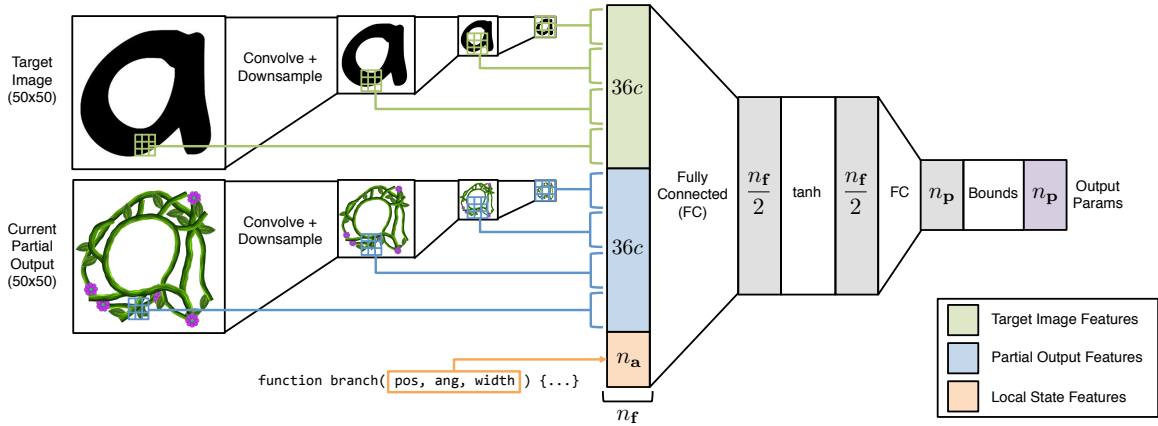 Target
Image
(50x50)
Convolve +
Downsample
36c
Current
Partial
Output
(50x50)
Convolve +
Downsample
36c
function branch( pos, ang, width ) {...}
n_a
n_f
Fully
Connected
(FC)
n_f
2
tanh
n_f
2
FC
n_p
Bounds
n_p
Output
Params
Target Image Features
Partial Output Features
Local State Features